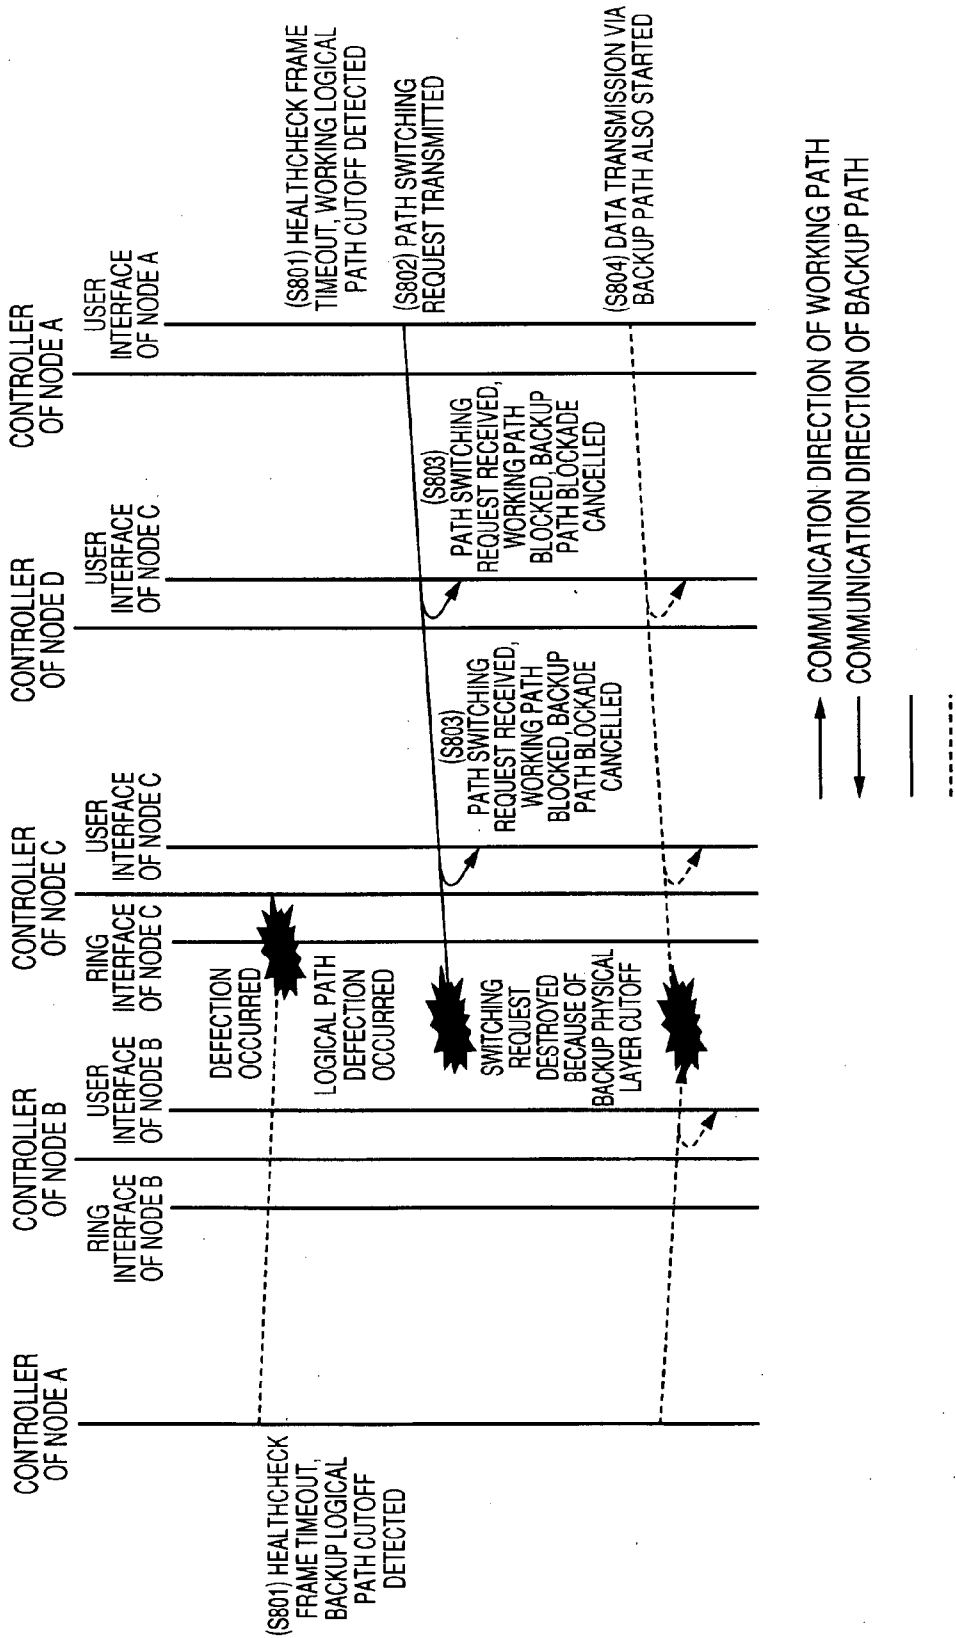 CONTROLLER
OF NODE A
RING
INTERFACE
OF NODE B
CONTROLLER
OF NODE B
USER
INTERFACE
OF NODE B
RING
INTERFACE
OF NODE C
CONTROLLER
OF NODE C
USER
INTERFACE
OF NODE C
CONTROLLER
OF NODE D
USER
INTERFACE
OF NODE C
CONTROLLER
OF NODE A
USER
INTERFACE
OF NODE A
(S801) HEALTHCHECK
FRAME TIMEOUT,
BACKUP LOGICAL
PATH CUTOFF
DETECTED
DEFECTION
OCCURRED
LOGICAL PATH
DEFECTION
OCCURRED
(S801) HEALTHCHECK FRAME
TIMEOUT, WORKING LOGICAL
PATH CUTOFF DETECTED
(S802) PATH SWITCHING
REQUEST TRANSMITTED
(S803)
PATH SWITCHING
REQUEST RECEIVED,
WORKING PATH
BLOCKED, BACKUP
PATH BLOCKADE
CANCELLED
(S803)
PATH SWITCHING
REQUEST RECEIVED,
WORKING PATH
BLOCKED, BACKUP
PATH BLOCKADE
CANCELLED
SWITCHING
REQUEST
DESTROYED
BECAUSE OF
BACKUP PHYSICAL
LAYER CUTOFF
(S804) DATA TRANSMISSION VIA
BACKUP PATH ALSO STARTED
COMMUNICATION DIRECTION OF WORKING PATH
COMMUNICATION DIRECTION OF BACKUP PATH